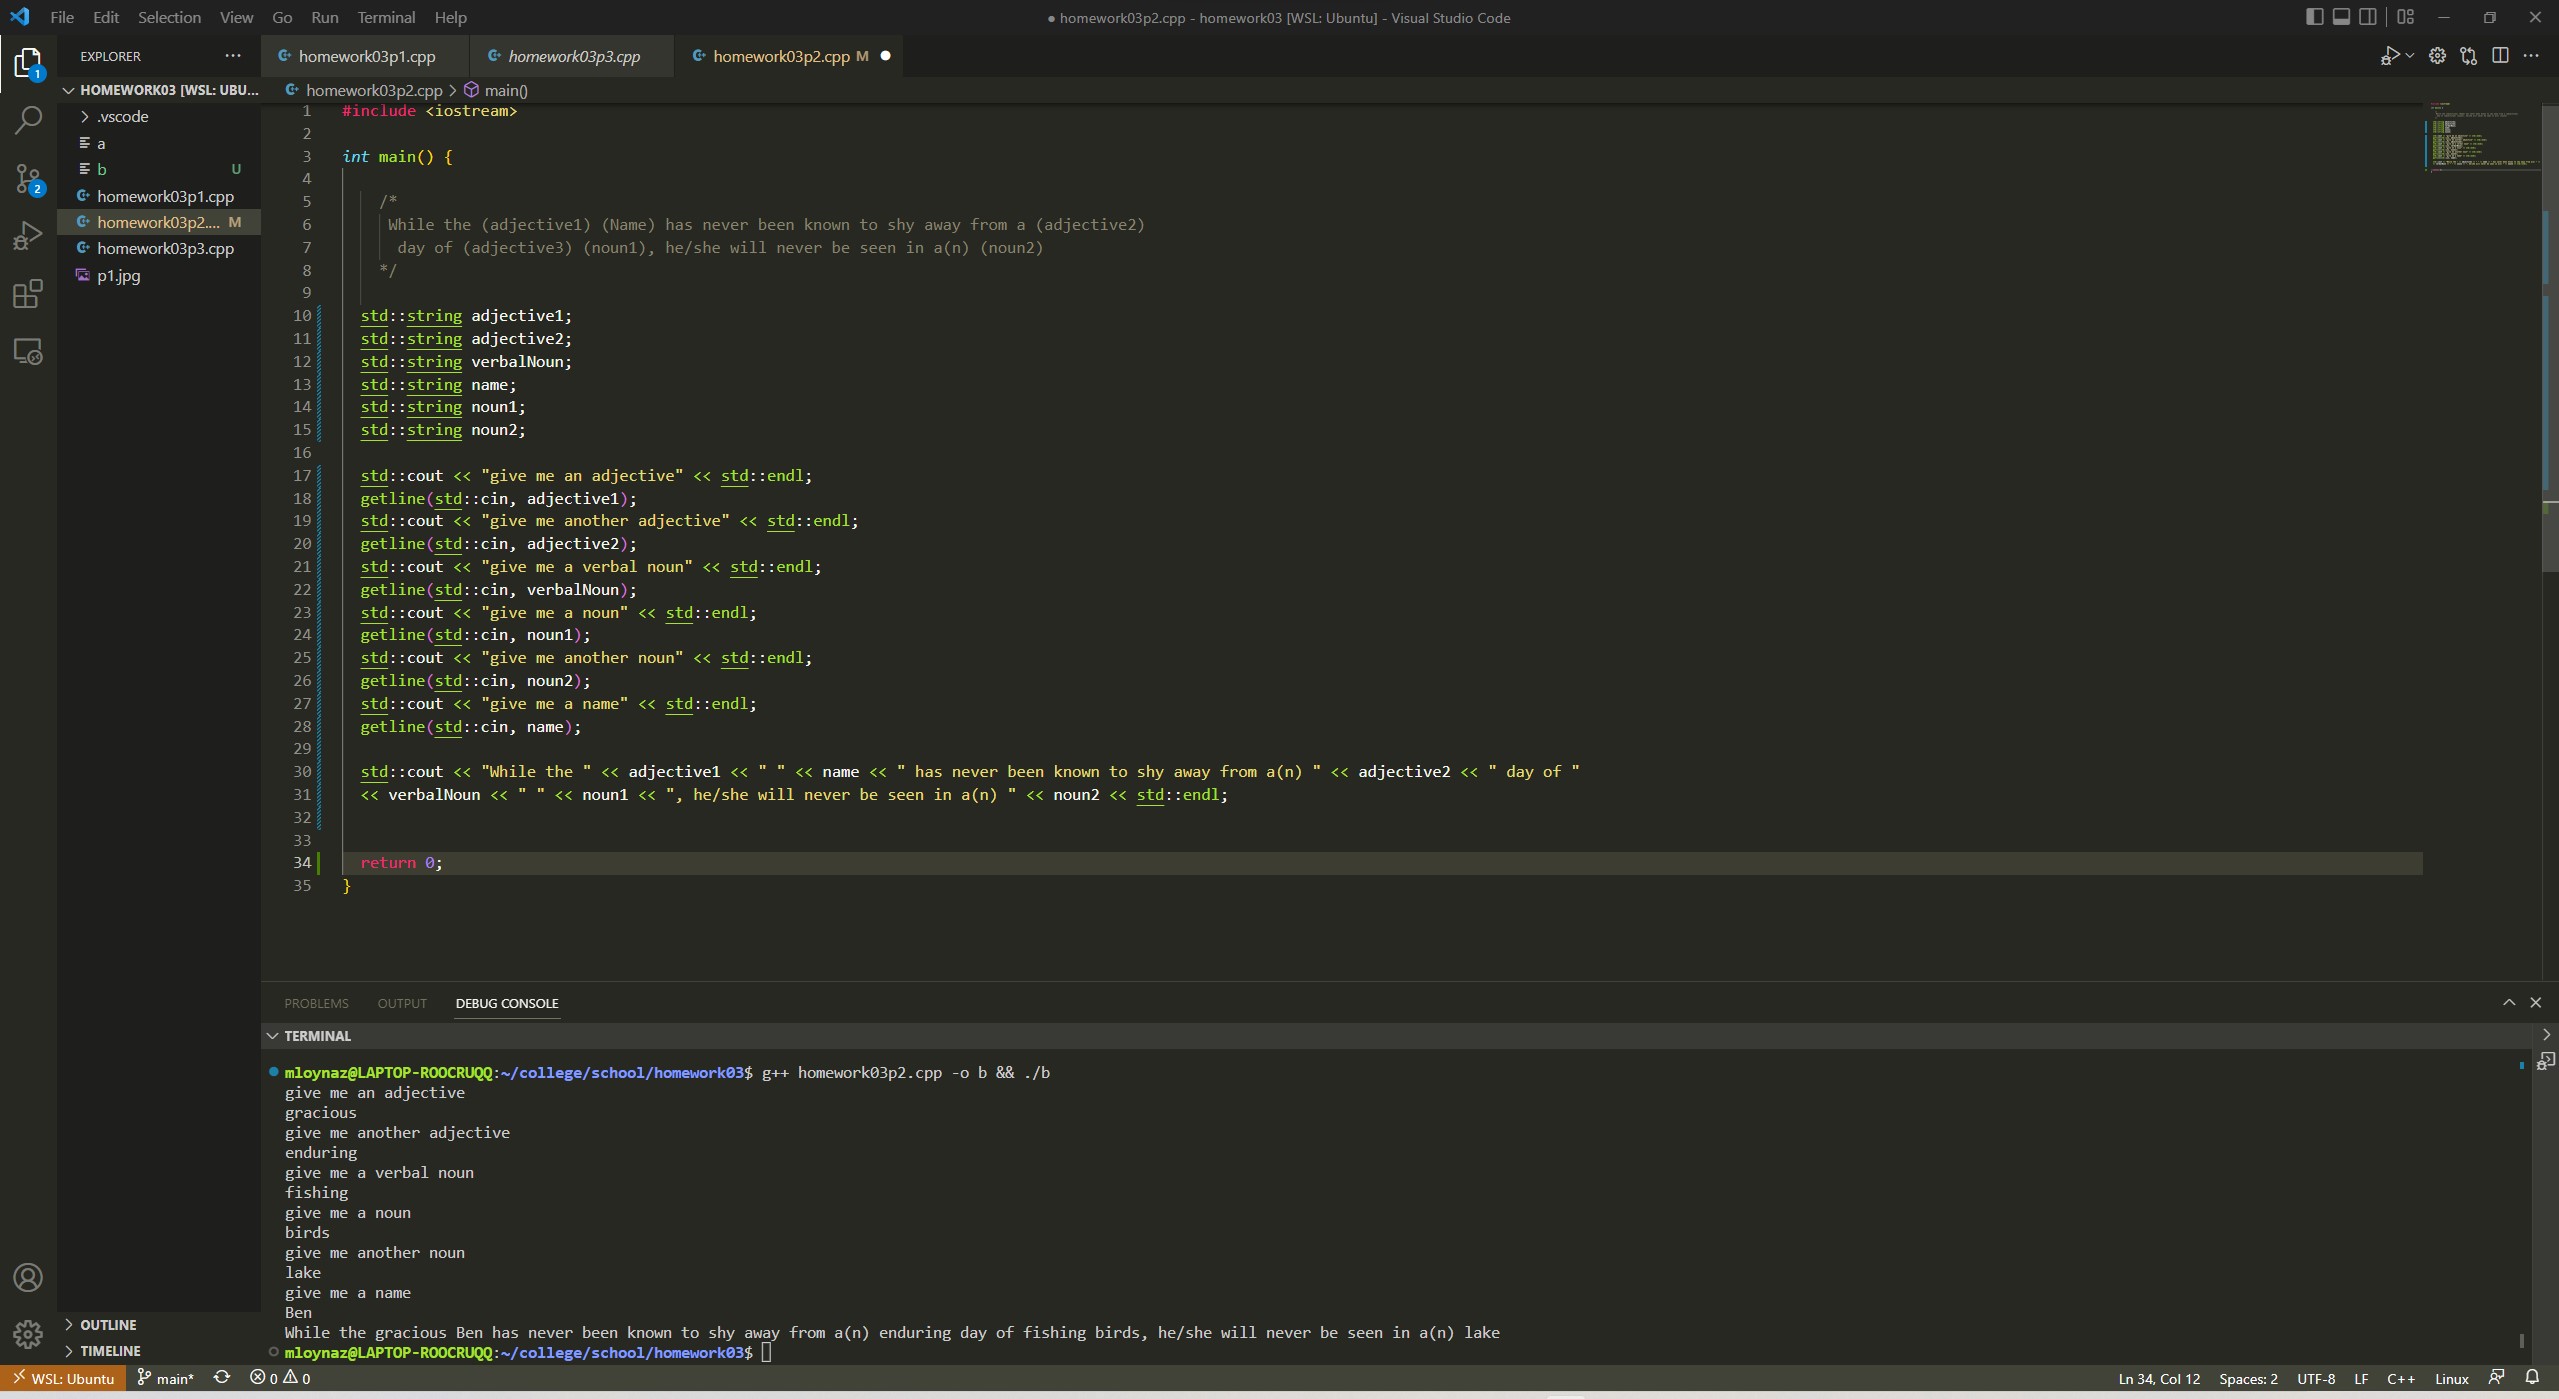 File Edit Selection View Go Run Terminal Help
● homework03p2.cpp - homework03 [WSL: Ubuntu] - Visual Studio Code
EXPLORER ...
homework03p1.cpp homework03p3.cpp homework03p2.cpp M
HOMEWORK03 [WSL: UBU...
homework03p2.cpp > main()
.vscode
a
b U
homework03p1.cpp
homework03p2.... M
homework03p3.cpp
p1.jpg
1
2
1 #include <iostream>
2
3 int main() {
4
5 /*
6 While the (adjective1) (Name) has never been known to shy away from a (adjective2)
7 day of (adjective3) (noun1), he/she will never be seen in a(n) (noun2)
8 */
9
10 std::string adjective1;
11 std::string adjective2;
12 std::string verbalNoun;
13 std::string name;
14 std::string noun1;
15 std::string noun2;
16
17 std::cout << "give me an adjective" << std::endl;
18 getline(std::cin, adjective1);
19 std::cout << "give me another adjective" << std::endl;
20 getline(std::cin, adjective2);
21 std::cout << "give me a verbal noun" << std::endl;
22 getline(std::cin, verbalNoun);
23 std::cout << "give me a noun" << std::endl;
24 getline(std::cin, noun1);
25 std::cout << "give me another noun" << std::endl;
26 getline(std::cin, noun2);
27 std::cout << "give me a name" << std::endl;
28 getline(std::cin, name);
29
30 std::cout << "While the " << adjective1 << " " << name << " has never been known to shy away from a(n) " << adjective2 << " day of "
31 << verbalNoun << " " << noun1 << ", he/she will never be seen in a(n) " << noun2 << std::endl;
32
33
34 return 0;
35 }
PROBLEMS OUTPUT DEBUG CONSOLE
TERMINAL
mloynaz@LAPTOP-ROOCRUQQ:~/college/school/homework03$ g++ homework03p2.cpp -o b && ./b
give me an adjective
gracious
give me another adjective
enduring
give me a verbal noun
fishing
give me a noun
birds
give me another noun
lake
give me a name
Ben
While the gracious Ben has never been known to shy away from a(n) enduring day of fishing birds, he/she will never be seen in a(n) lake
mloynaz@LAPTOP-ROOCRUQQ:~/college/school/homework03$
OUTLINE
TIMELINE
WSL: Ubuntu main* 0 0 Ln 34, Col 12 Spaces: 2 UTF-8 LF C++ Linux